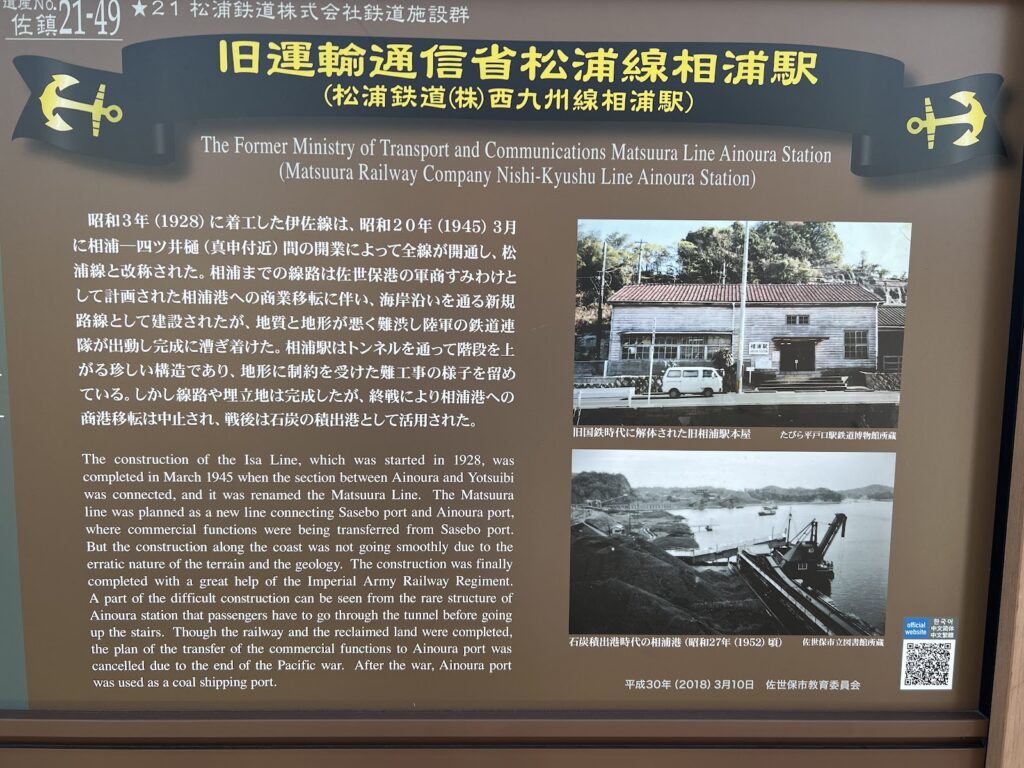 遺産No.
佐鎮21-49
★21 松浦鉄道株式会社鉄道施設群
旧運輸通信省松浦線相浦駅
(松浦鉄道(株)西九州線相浦駅)
The Former Ministry of Transport and Communications Matsuura Line Ainoura Station
(Matsuura Railway Company Nishi-Kyushu Line Ainoura Station)
昭和3年(1928)に着工した伊佐線は、昭和20年(1945)3月
に相浦―四ツ井樋(真申付近)間の開業によって全線が開通し、松
浦線と改称された。相浦までの線路は佐世保港の軍商すみわけと
して計画された相浦港への商業移転に伴い、海岸沿いを通る新規
路線として建設されたが、地質と地形が悪く難渋し陸軍の鉄道連
隊が出動し完成に漕ぎ着けた。相浦駅はトンネルを通って階段を上
がる珍しい構造であり、地形に制約を受けた難工事の様子を留め
ている。しかし線路や埋立地は完成したが、終戦により相浦港への
商港移転は中止され、戦後は石炭の積出港として活用された。
The construction of the Isa Line, which was started in 1928, was
completed in March 1945 when the section between Ainoura and Yotsuibi
was connected, and it was renamed the Matsuura Line. The Matsuura
line was planned as a new line connecting Sasebo port and Ainoura port,
where commercial functions were being transferred from Sasebo port.
But the construction along the coast was not going smoothly due to the
erratic nature of the terrain and the geology. The construction was finally
completed with a great help of the Imperial Army Railway Regiment.
A part of the difficult construction can be seen from the rare structure of
Ainoura station that passengers have to go through the tunnel before going
up the stairs. Though the railway and the reclaimed land were completed,
the plan of the transfer of the commercial functions to Ainoura port was
cancelled due to the end of the Pacific war. After the war, Ainoura port
was used as a coal shipping port.
旧国鉄時代に解体された旧相浦駅本屋
たびら平戸口駅鉄道博物館所蔵
石炭積出港時代の相浦港(昭和27年(1952)頃)
佐世保市立図書館所蔵
official
website
한국어
中文简体
中文繁體
平成30年(2018)3月10日 佐世保市教育委員会